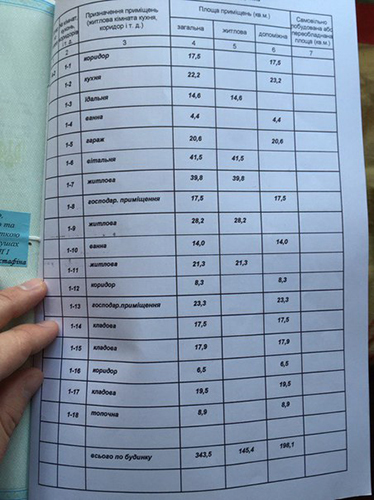 Призначення приміщень
(житлова кімната кухня,
коридор і т. д.)
Площа приміщень (кв м.)
загальна житлова допоміжна
Самовільно
побудована або
переобладнана
площа (кв м.)
2 3 4 5 6 7
1-1 коридор 17,5 17,5
1-2 кухня 22,2 23,2
1-3 їдальня 14,6 14,6
1-4 ванна 4,4 4,4
1-5 гараж 20,6 20,6
1-6 вітальня 41,5 41,5
1-7 житлова 39,8 39,8
1-8 господар. приміщення 17,5 17,5
1-9 житлова 28,2 28,2
1-10 ванна 14,0 14,0
1-11 житлова 21,3 21,3
1-12 коридор 8,3 8,3
1-13 господар.приміщення 23,3 23,3
1-14 кладова 17,5 17,5
1-15 кладова 17,9 17,9
1-16 коридор 6,5 6,5
1-17 кладова 19,5 19,5
1-18 топочна 8,9 8,9
всього по будинку 343,5 145,4 198,1